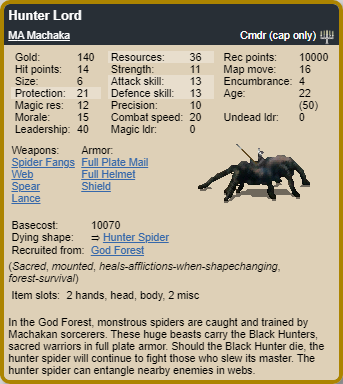 Hunter Lord
MA Machaka Cmdr (cap only)
Gold: 140 Resources: 36 Rec points: 10000
Hit points: 14 Strength: 11 Map move: 16
Size: 6 Attack skill: 13 Encumbrance: 4
Protection: 21 Defence skill: 13 Age: 22
Magic res: 12 Precision: 10 (50)
Morale: 15 Combat speed: 20 Undead ldr: 0
Leadership: 40 Magic ldr: 0
Weapons: Armor:
Spider Fangs Full Plate Mail
Web Full Helmet
Spear Shield
Lance
Basecost: 10070
Dying shape: ⇒ Hunter Spider
Recruited from: God Forest
(Sacred, mounted, heals-afflictions-when-shapechanging,
forest-survival)
Item slots: 2 hands, head, body, 2 misc
In the God Forest, monstrous spiders are caught and trained by
Machakan sorcerers. These huge beasts carry the Black Hunters,
sacred warriors in full plate armor. Should the Black Hunter die, the
hunter spider will continue to fight those who slew its master. The
hunter spider can entangle nearby enemies in webs.